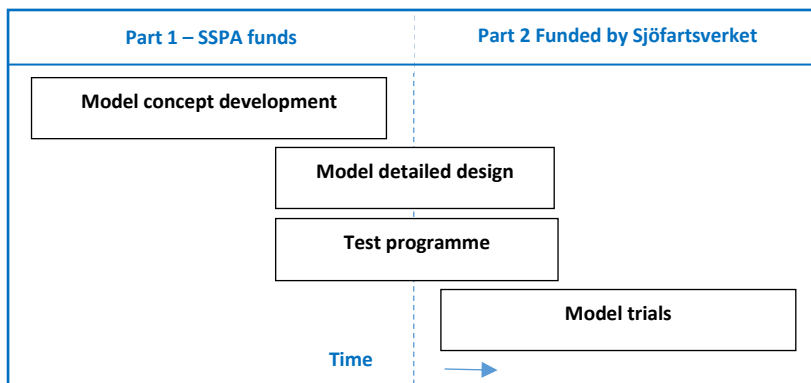 Part 1 – SSPA funds
Part 2 Funded by Sjöfartsverket
Model concept development
Model detailed design
Test programme
Model trials
Time